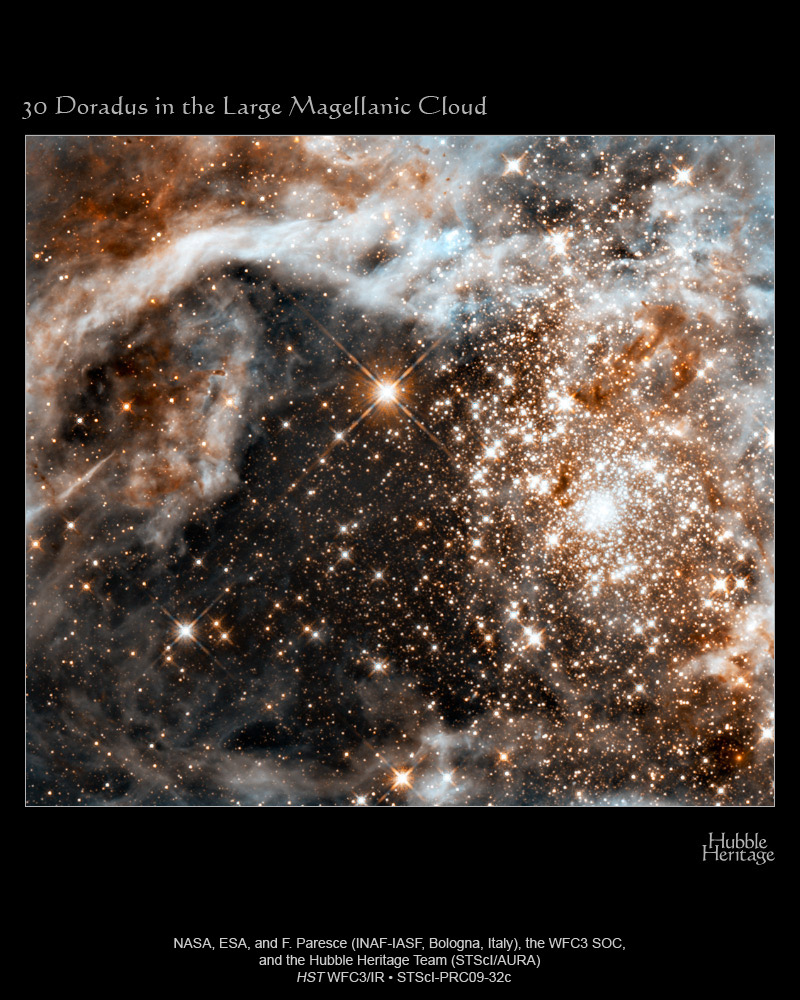 30 Doradus in the Large Magellanic Cloud
Hubble
Heritage
NASA, ESA, and F. Paresce (INAF-IASF, Bologna, Italy), the WFC3 SOC,
and the Hubble Heritage Team (STScI/AURA)
HST WFC3/IR • STScI-PRC09-32c